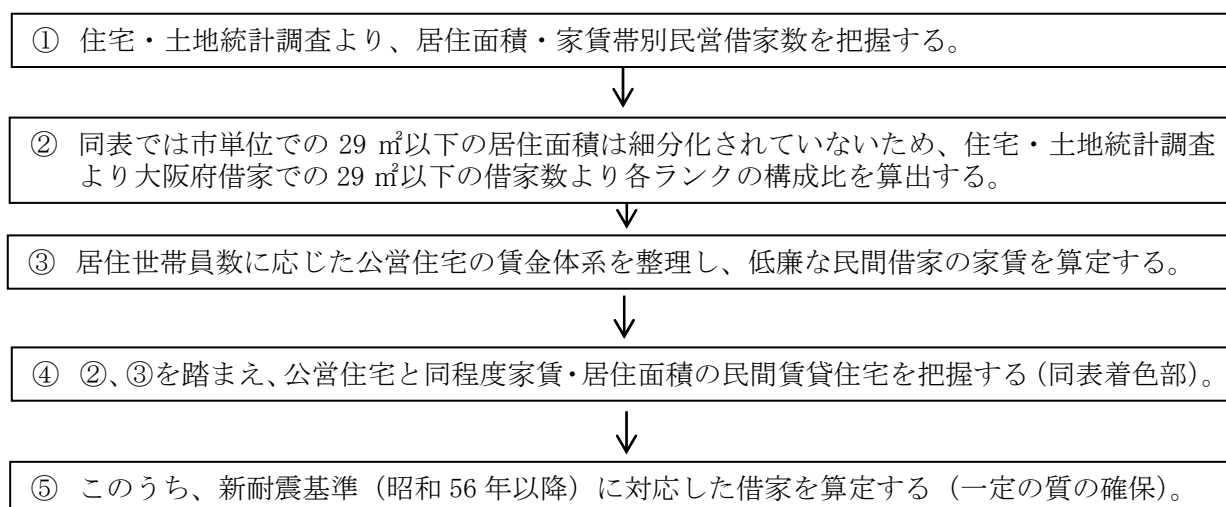 ① 住宅・土地統計調査より、居住面積・家賃帯別民営借家数を把握する。
② 同表では市単位での 29 ㎡以下の居住面積は細分化されていないため、住宅・土地統計調査
より大阪府借家での 29 ㎡以下の借家数より各ランクの構成比を算出する。
③ 居住世帯員数に応じた公営住宅の賃金体系を整理し、低廉な民間借家の家賃を算定する。
④ ②、③を踏まえ、公営住宅と同程度家賃・居住面積の民間賃貸住宅を把握する（同表着色部）。
⑤ このうち、新耐震基準（昭和 56 年以降）に対応した借家を算定する（一定の質の確保）。